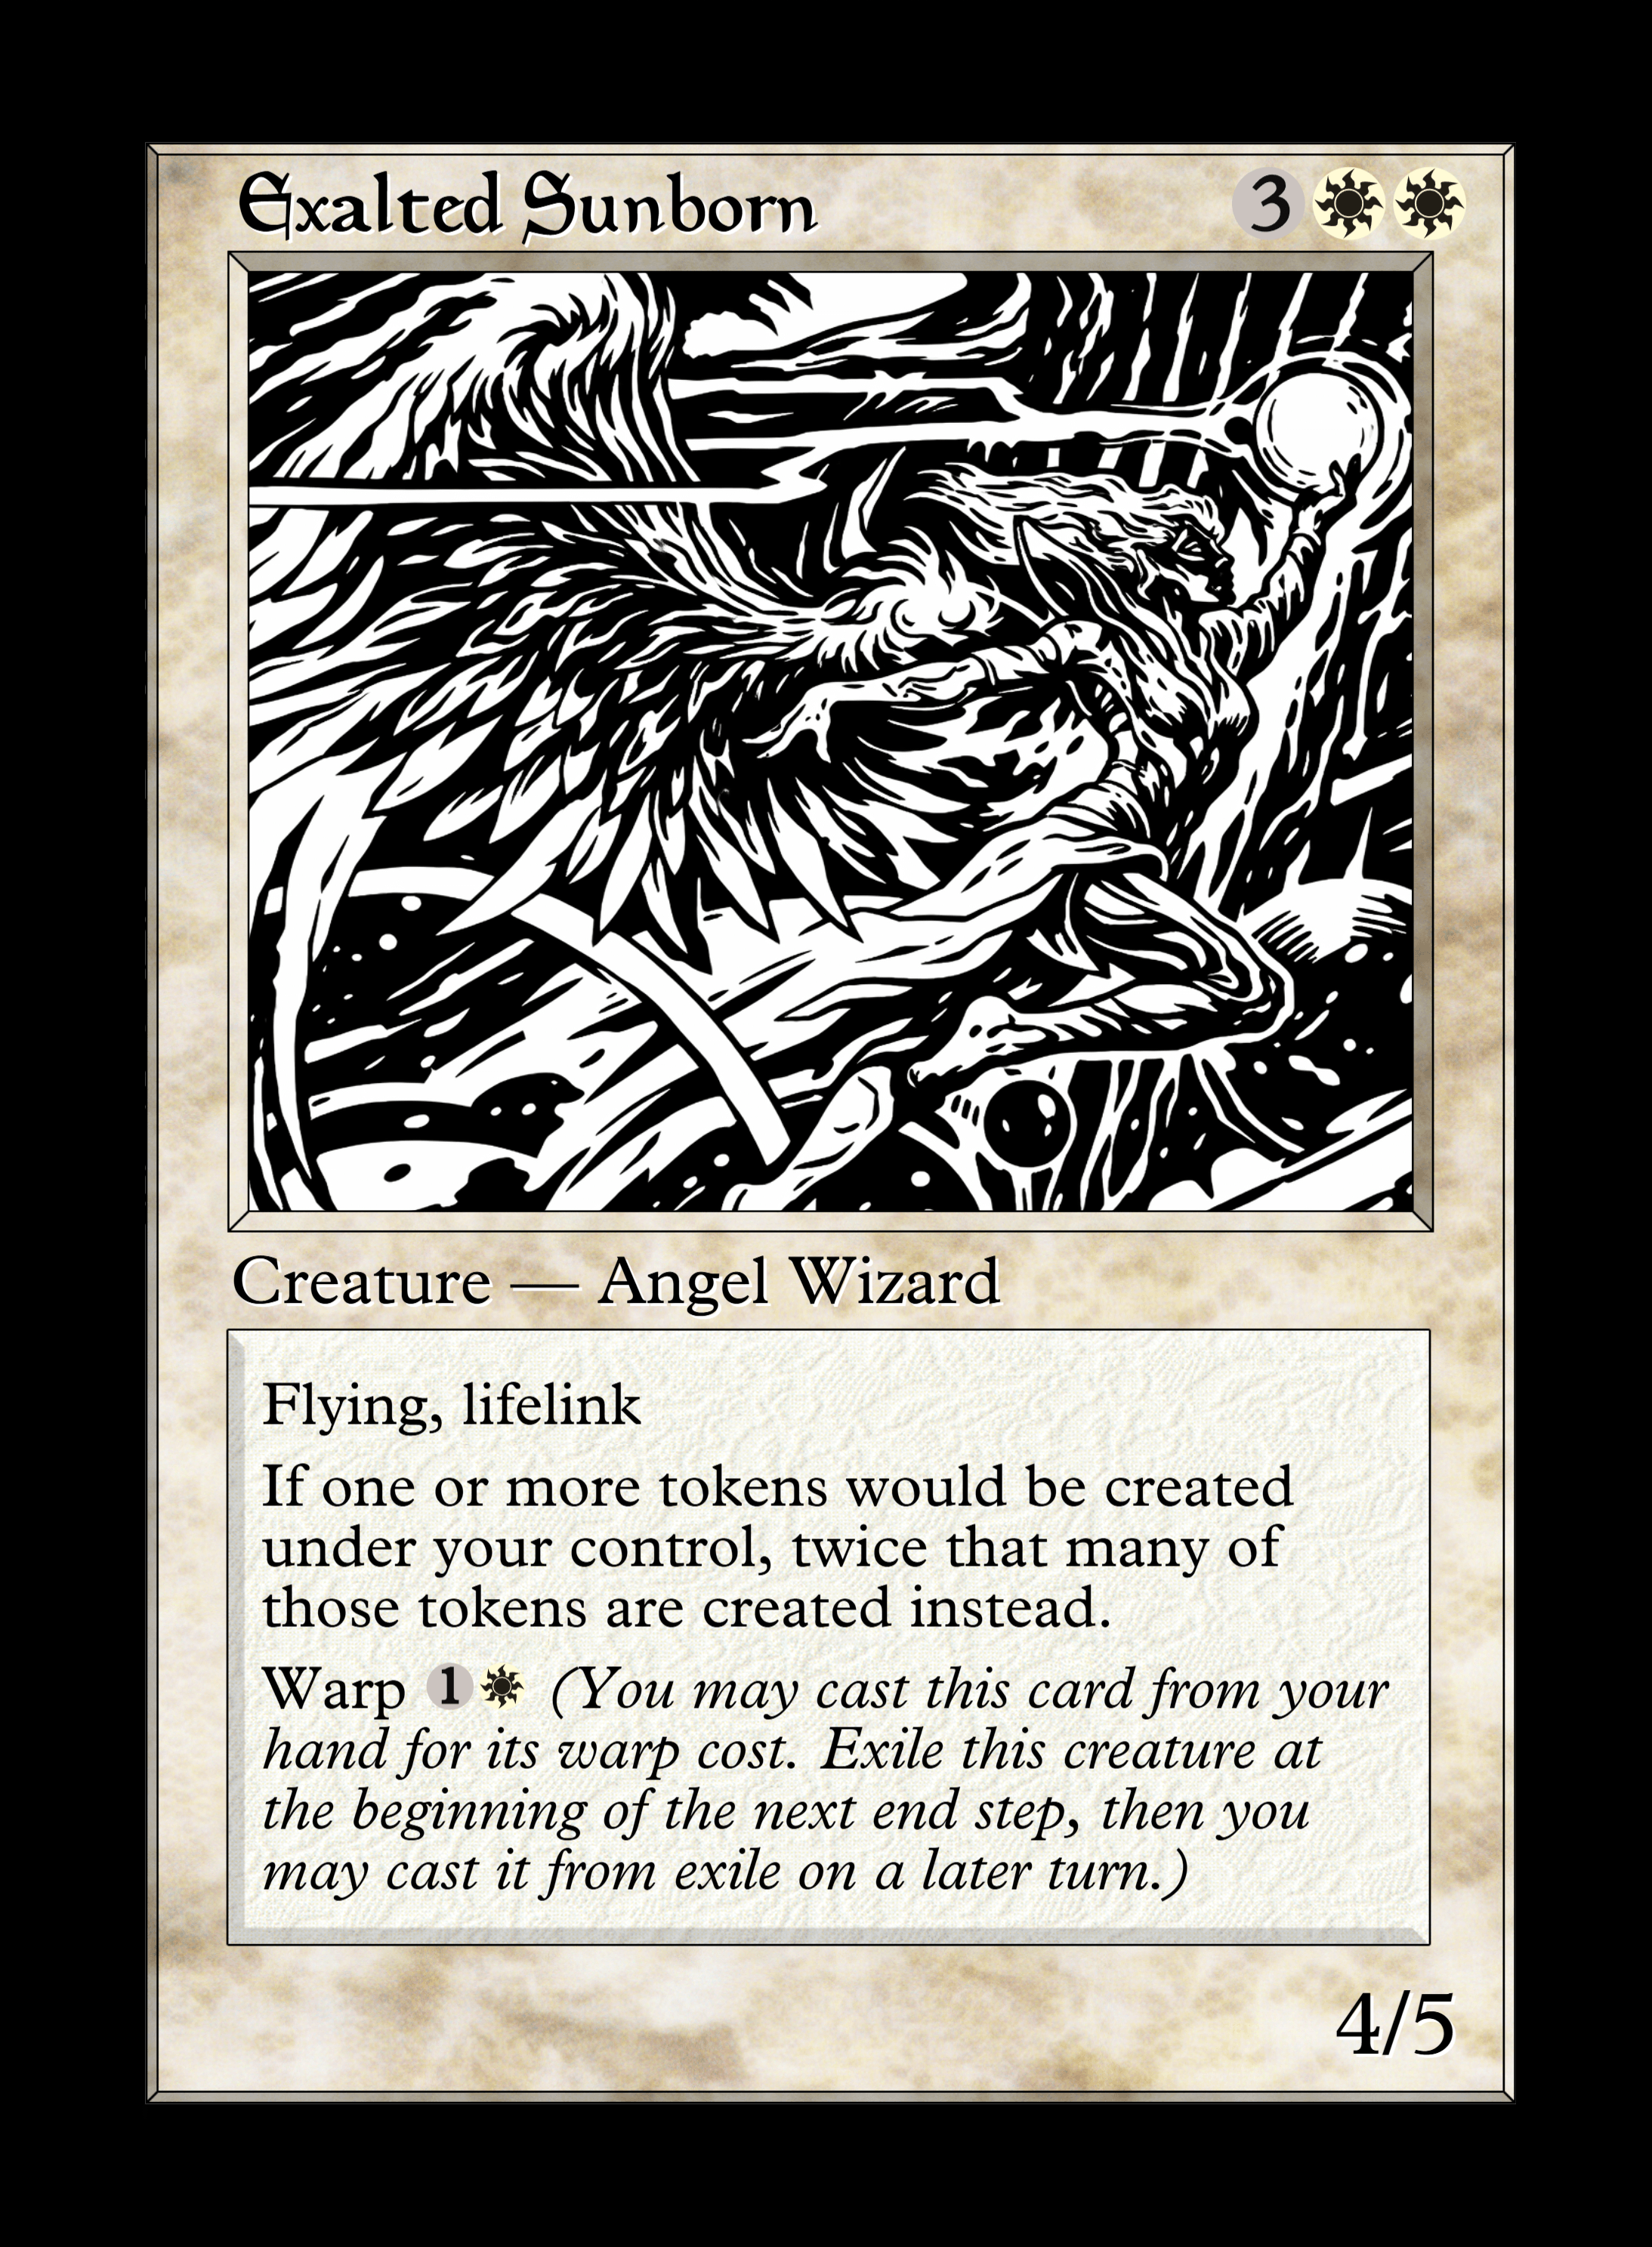 Exalted Sunborn 3
Creature — Angel Wizard
Flying, lifelink
If one or more tokens would be created
under your control, twice that many of
those tokens are created instead.
Warp 1 (You may cast this card from your
hand for its warp cost. Exile this creature at
the beginning of the next end step, then you
may cast it from exile on a later turn.)
4/5